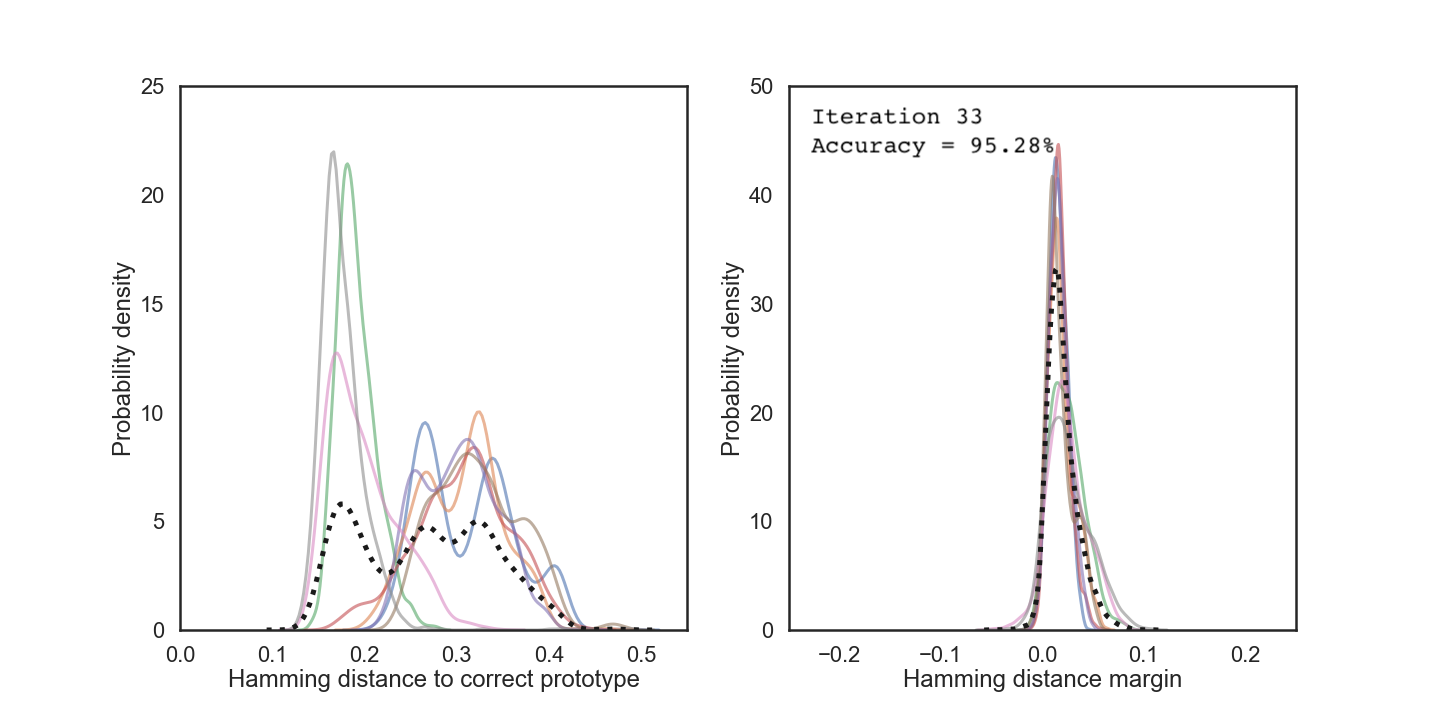 25
20
15
10
5
0
0.0 0.1 0.2 0.3 0.4 0.5
Probability density
Hamming distance to correct prototype
50
40
30
20
10
0
−0.2 −0.1 0.0 0.1 0.2
Probability density
Hamming distance margin
Iteration 33
Accuracy = 95.28%